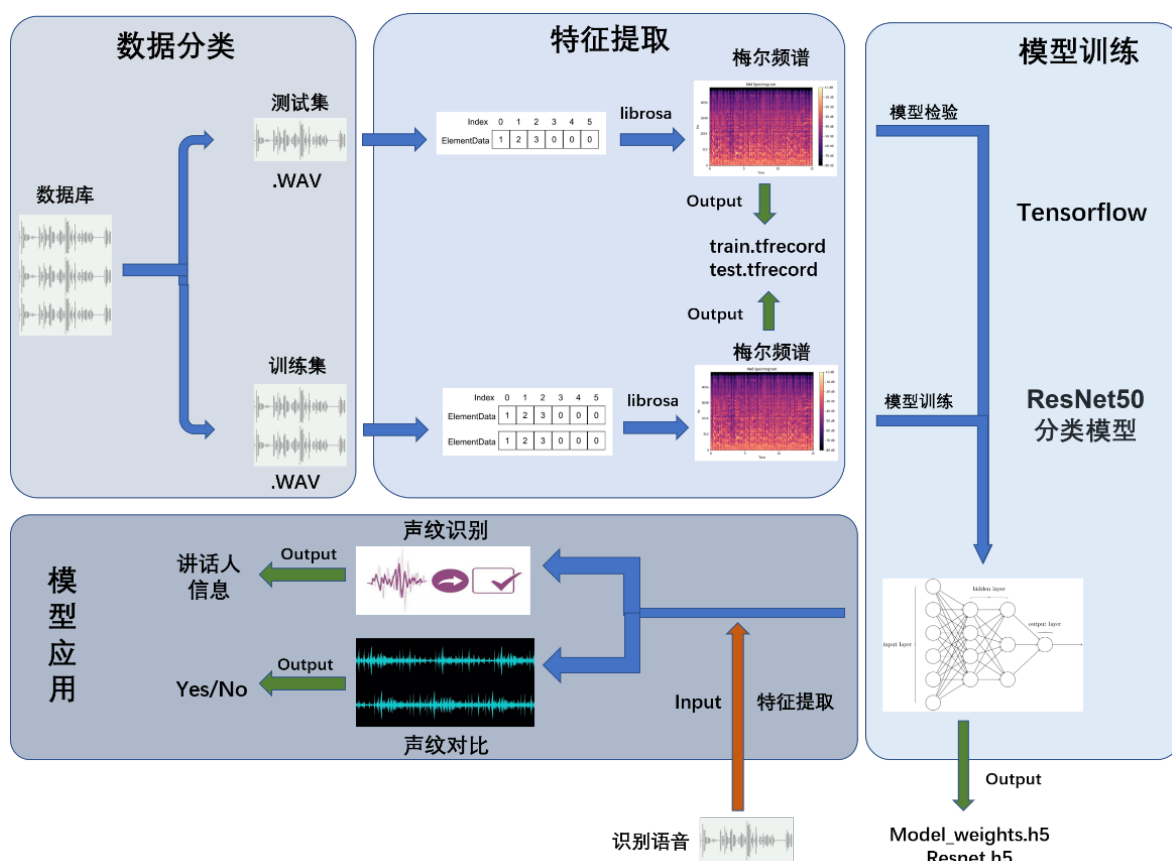 数据分类
测试集
.WAV
数据库
训练集
.WAV
特征提取
梅尔频谱
Index 0 1 2 3 4 5
ElementData 1 2 3 0 0 0
librosa
Output
train.tfrecord
test.tfrecord
Output
梅尔频谱
Index 0 1 2 3 4 5
ElementData 1 2 3 0 0 0
ElementData 1 2 3 0 0 0
librosa
模型训练
模型检验
Tensorflow
模型训练
ResNet50
分类模型
hidden layer
output layer
input layer
Output
Model_weights.h5
Resnet.h5
模型应用
声纹识别
Output
讲话人
信息
Output
Yes/No
声纹对比
Input
特征提取
识别语音